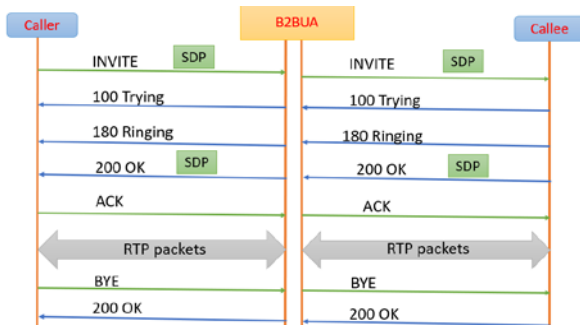 Caller B2BUA Callee
INVITE SDP INVITE SDP
100 Trying 100 Trying
180 Ringing 180 Ringing
200 OK SDP 200 OK SDP
ACK ACK
RTP packets RTP packets
BYE BYE
200 OK 200 OK